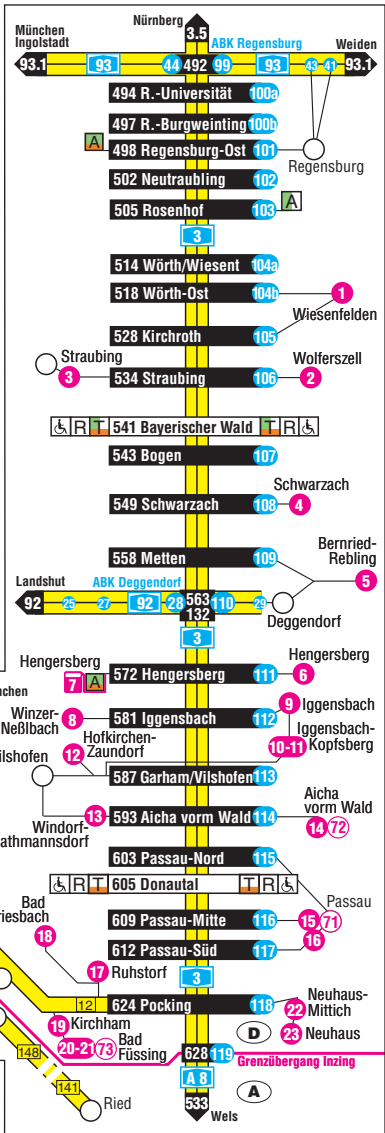 Nürnberg
3.5
München
Ingolstadt
ABK Regensburg
Weiden
93.1 93 44 492 99 93 43 41 93.1
494 R.-Universität 100a
497 R.-Burgweinting 100b
A 498 Regensburg-Ost 101
Regensburg
502 Neutraubling 102
505 Rosenhof 103 A
3
514 Wörth/Wiesent 104a
518 Wörth-Ost 104b 1
Wiesenfelden
528 Kirchroth 105
Straubing
Wolferszell
3 534 Straubing 106 2
R T 541 Bayerischer Wald T R
543 Bogen 107
Schwarzach
549 Schwarzach 108 4
558 Metten 109
Bernried-
Rebling
5
Landshut
ABK Deggendorf
92 25 27 92 28 563 110 29
132
Deggendorf
3
Hengersberg
Hengersberg
7 A 572 Hengersberg 111 6
nchen
Winzer-
Neßlbach 8
581 Iggensbach 112
9 Iggensbach
Iggensbach-
Kopfsberg
10-11
Hofkirchen-
Zaundorf
12
ilshofen
587 Garham/Vilshofen 113
13 593 Aicha vorm Wald 114
Aicha
vorm Wald
14 72
Windorf-
athmannsdorf
603 Passau-Nord 115
R T 605 Donautal T R
Passau
609 Passau-Mitte 116 15 71
16
612 Passau-Süd 117
Bad
riesbach
18
17 Ruhstorf
3
12 624 Pocking 118
Neuhaus-
Mittich
22
23 Neuhaus
19 Kirchham
20-21 73 Bad
Füssing
D
628 119
Grenzübergang Inzing
A 8
A
148
141
Ried
533
Wels